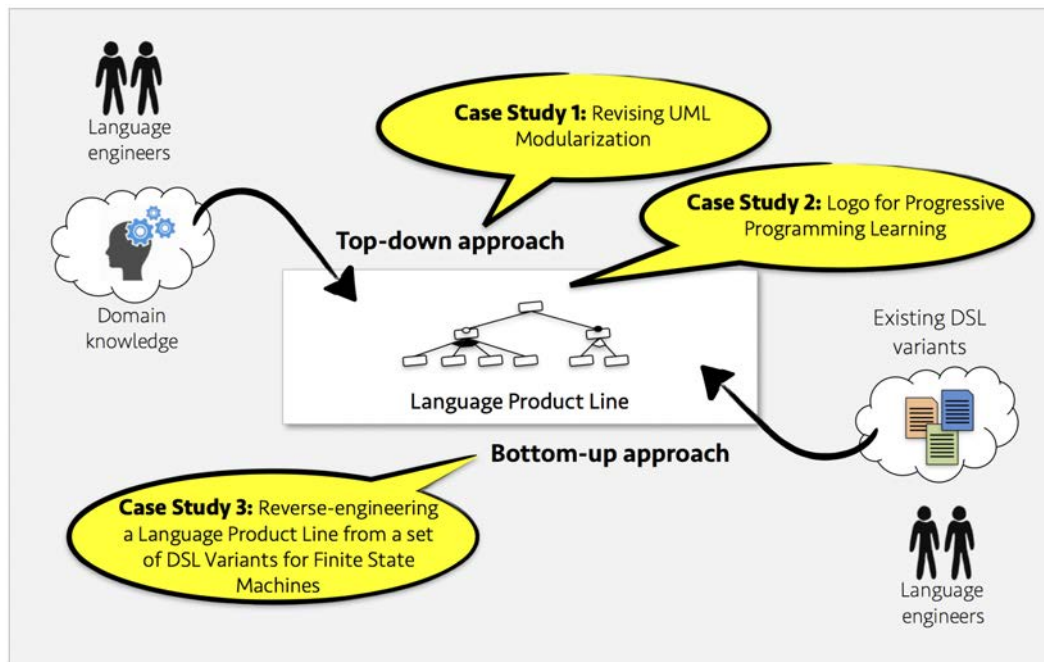 Language
engineers
Case Study 1: Revising UML
Modularization
Case Study 2: Logo for Progressive
Programming Learning
Top-down approach
Domain
knowledge
Existing DSL
variants
Language Product Line
Bottom-up approach
Case Study 3: Reverse-engineering
a Language Product Line from a set
of DSL Variants for Finite State
Machines
Language
engineers